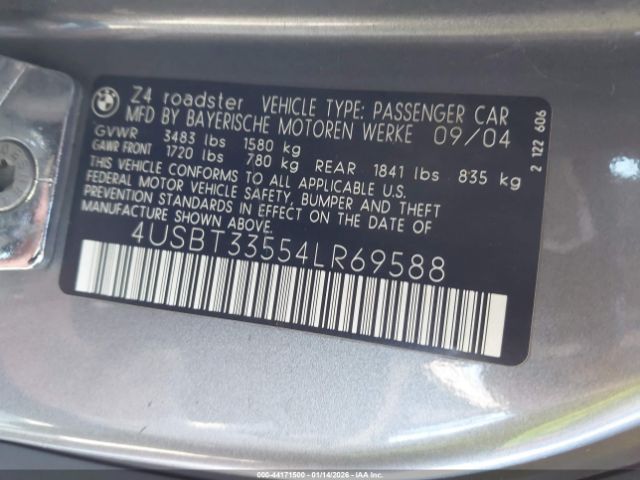 BMW
Z4 roadster VEHICLE TYPE: PASSENGER CAR
MFD BY BAYERISCHE MOTOREN WERKE 09/04
GVWR 3483 lbs 1580 kg
GAWR FRONT 1720 lbs 780 kg REAR 1841 lbs 835 kg
THIS VEHICLE CONFORMS TO ALL APPLICABLE U.S.
FEDERAL MOTOR VEHICLE SAFETY, BUMPER AND THEFT
PREVENTION STANDARDS IN EFFECT ON THE DATE OF
MANUFACTURE SHOWN ABOVE.
4USBT33554LR69588
2 122 606
000-44171500 - 01/14/2026 - IAAI.COM